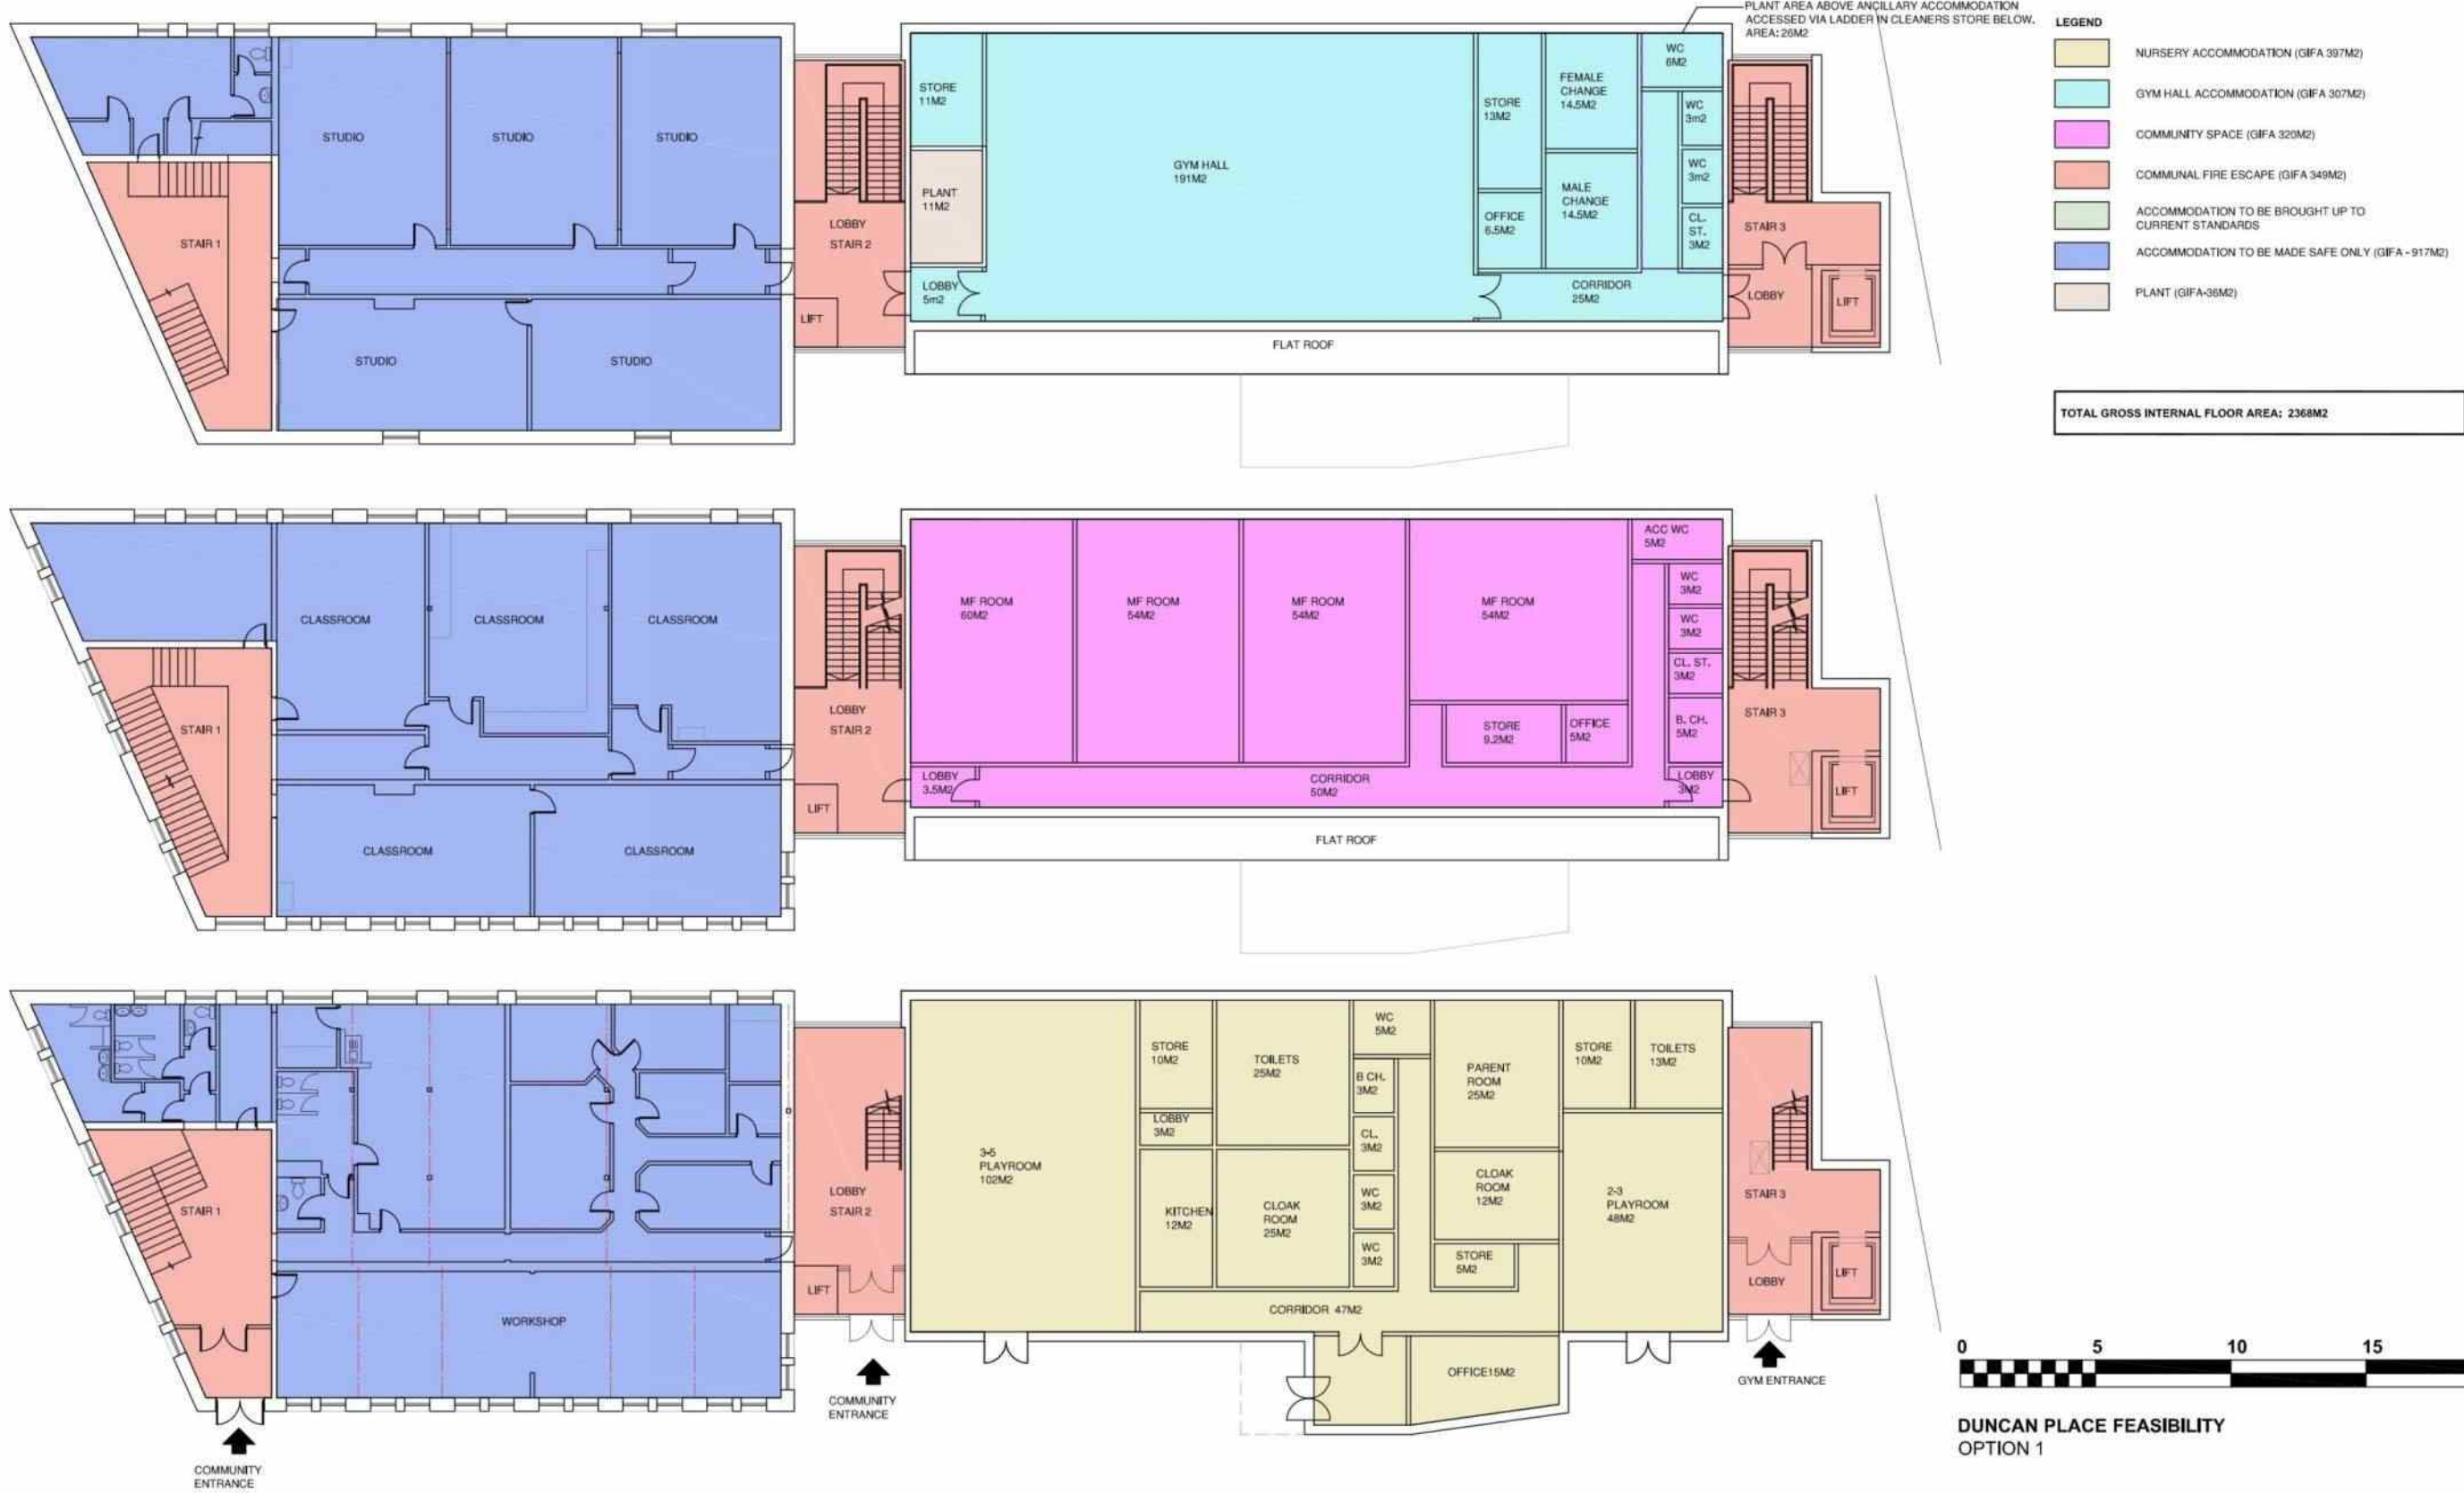 PLANT AREA ABOVE ANCILLARY ACCOMMODATION
ACCESSED VIA LADDER IN CLEANERS STORE BELOW.
AREA: 26M2
LEGEND
NURSERY ACCOMMODATION (GIFA 397M2)
GYM HALL ACCOMMODATION (GIFA 307M2)
COMMUNITY SPACE (GIFA 320M2)
COMMUNAL FIRE ESCAPE (GIFA 349M2)
ACCOMMODATION TO BE BROUGHT UP TO
CURRENT STANDARDS
ACCOMMODATION TO BE MADE SAFE ONLY (GIFA - 917M2)
PLANT (GIFA-36M2)
TOTAL GROSS INTERNAL FLOOR AREA: 2368M2
STUDIO
STUDIO
STUDIO
STAIR 1
STUDIO
STUDIO
LOBBY
STAIR 2
LIFT
STORE
11M2
PLANT
11M2
LOBBY
5m2
GYM HALL
191M2
STORE
13M2
OFFICE
6.5M2
FEMALE
CHANGE
14.5M2
MALE
CHANGE
14.5M2
WC
6M2
WC
3m2
WC
3m2
CL.
ST.
3M2
CORRIDOR
25M2
STAIR 3
LOBBY
LIFT
FLAT ROOF
CLASSROOM
CLASSROOM
CLASSROOM
STAIR 1
CLASSROOM
CLASSROOM
LOBBY
STAIR 2
LIFT
MF ROOM
60M2
MF ROOM
54M2
MF ROOM
54M2
MF ROOM
54M2
ACC WC
5M2
WC
3M2
WC
3M2
CL. ST.
3M2
B. CH.
5M2
STORE
9.2M2
OFFICE
5M2
LOBBY
3.5M2
CORRIDOR
50M2
LOBBY
3M2
STAIR 3
LIFT
FLAT ROOF
STAIR 1
WORKSHOP
LOBBY
STAIR 2
LIFT
3-5
PLAYROOM
102M2
STORE
10M2
LOBBY
3M2
KITCHEN
12M2
TOILETS
25M2
CLOAK
ROOM
25M2
WC
5M2
B CH.
3M2
CL.
3M2
WC
3M2
WC
3M2
PARENT
ROOM
25M2
CLOAK
ROOM
12M2
STORE
5M2
STORE
10M2
TOILETS
13M2
2-3
PLAYROOM
48M2
CORRIDOR 47M2
OFFICE15M2
STAIR 3
LOBBY
LIFT
COMMUNITY
ENTRANCE
COMMUNITY
ENTRANCE
GYM ENTRANCE
0 5 10 15
DUNCAN PLACE FEASIBILITY
OPTION 1